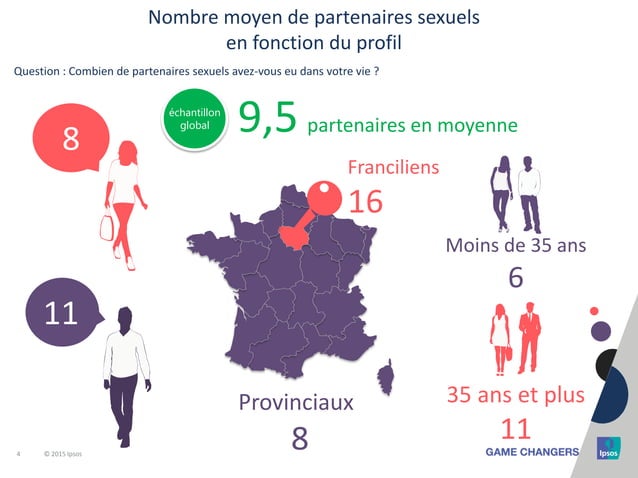 Nombre moyen de partenaires sexuels
en fonction du profil
Question : Combien de partenaires sexuels avez-vous eu dans votre vie ?
échantillon
global
9,5 partenaires en moyenne
8
Franciliens
16
Moins de 35 ans
6
11
35 ans et plus
11
Provinciaux
8
4 © 2015 Ipsos
GAME CHANGERS
Ipsos